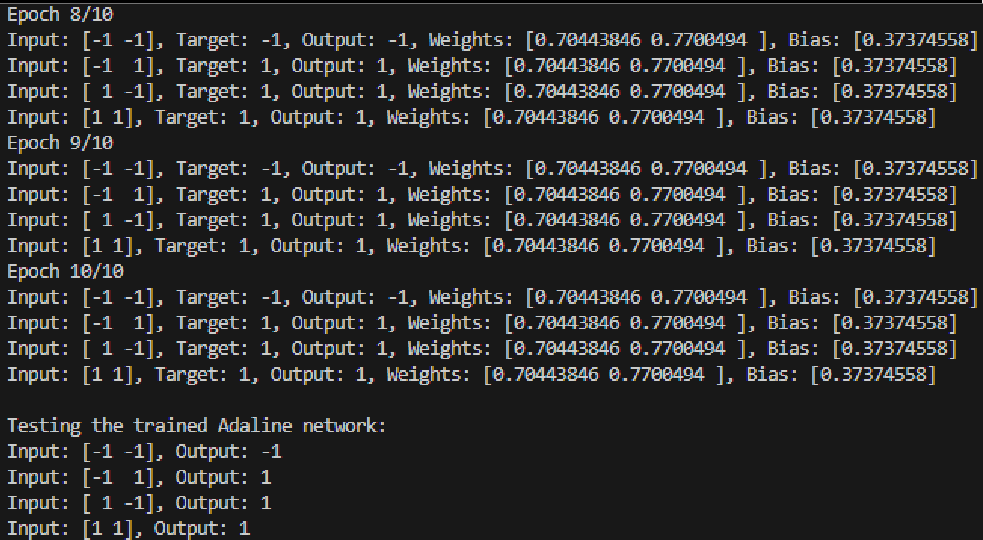 Epoch 8/10
Input: [-1 -1], Target: -1, Output: -1, Weights: [0.70443846 0.7700494 ], Bias: [0.37374558]
Input: [-1  1], Target: 1, Output: 1, Weights: [0.70443846 0.7700494 ], Bias: [0.37374558]
Input: [ 1 -1], Target: 1, Output: 1, Weights: [0.70443846 0.7700494 ], Bias: [0.37374558]
Input: [1 1], Target: 1, Output: 1, Weights: [0.70443846 0.7700494 ], Bias: [0.37374558]
Epoch 9/10
Input: [-1 -1], Target: -1, Output: -1, Weights: [0.70443846 0.7700494 ], Bias: [0.37374558]
Input: [-1  1], Target: 1, Output: 1, Weights: [0.70443846 0.7700494 ], Bias: [0.37374558]
Input: [ 1 -1], Target: 1, Output: 1, Weights: [0.70443846 0.7700494 ], Bias: [0.37374558]
Input: [1 1], Target: 1, Output: 1, Weights: [0.70443846 0.7700494 ], Bias: [0.37374558]
Epoch 10/10
Input: [-1 -1], Target: -1, Output: -1, Weights: [0.70443846 0.7700494 ], Bias: [0.37374558]
Input: [-1  1], Target: 1, Output: 1, Weights: [0.70443846 0.7700494 ], Bias: [0.37374558]
Input: [ 1 -1], Target: 1, Output: 1, Weights: [0.70443846 0.7700494 ], Bias: [0.37374558]
Input: [1 1], Target: 1, Output: 1, Weights: [0.70443846 0.7700494 ], Bias: [0.37374558]

Testing the trained Adaline network:
Input: [-1 -1], Output: -1
Input: [-1  1], Output: 1
Input: [ 1 -1], Output: 1
Input: [1 1], Output: 1